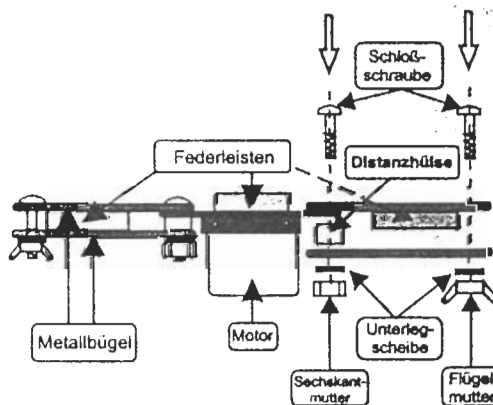 Schloß-
schraube
Federleisten
Distanzhülse
Metallbügel
Motor
Unterleg-
scheibe
Sechskant-
mutter
Flügel
mutter